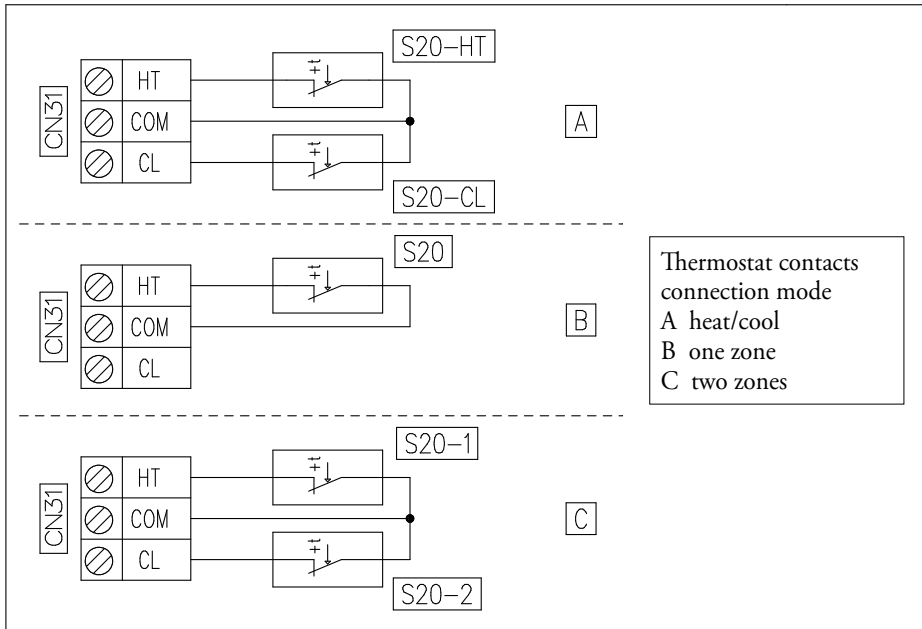 S20-HT
CN31
HT
+t
COM
A
CL
+t
S20-CL
S20
CN31
HT
+t
COM
B
CL
Thermostat contacts
connection mode
A heat/cool
B one zone
C two zones
S20-1
CN31
HT
+t
COM
C
CL
+t
S20-2